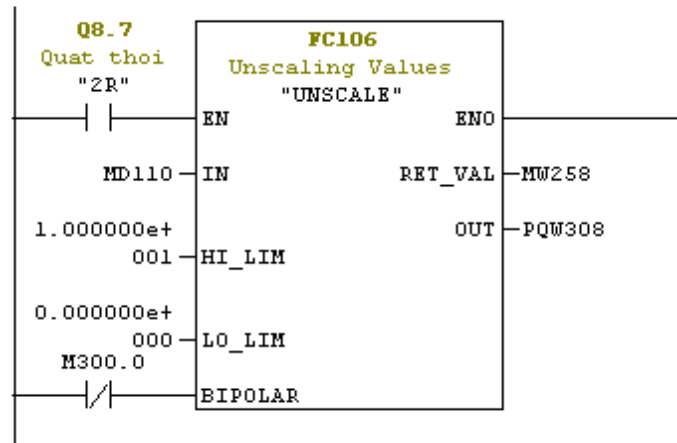 Q8.7
Quat thoi
"2R"
FC106
Unscaling Values
"UNSCALE"
EN
ENO
MD110
IN
RET_VAL
MW258
1.000000e+
001
HI_LIM
OUT
PQW308
0.000000e+
000
LO_LIM
M300.0
BIPOLAR